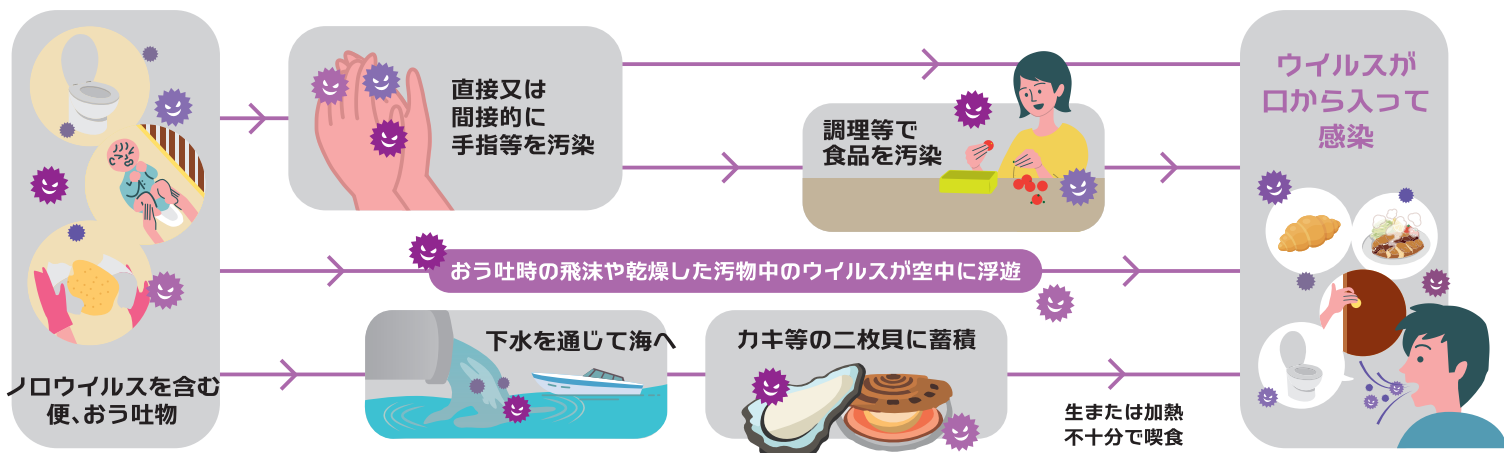 ノロウイルスを含む
便、おう吐物
直接又は
間接的に
手指等を汚染
調理等で
食品を汚染
おう吐時の飛沫や乾燥した汚物中のウイルスが空中に浮遊
下水を通じて海へ
カキ等の二枚貝に蓄積
生または加熱
不十分で喫食
ウイルスが
口から入って
感染